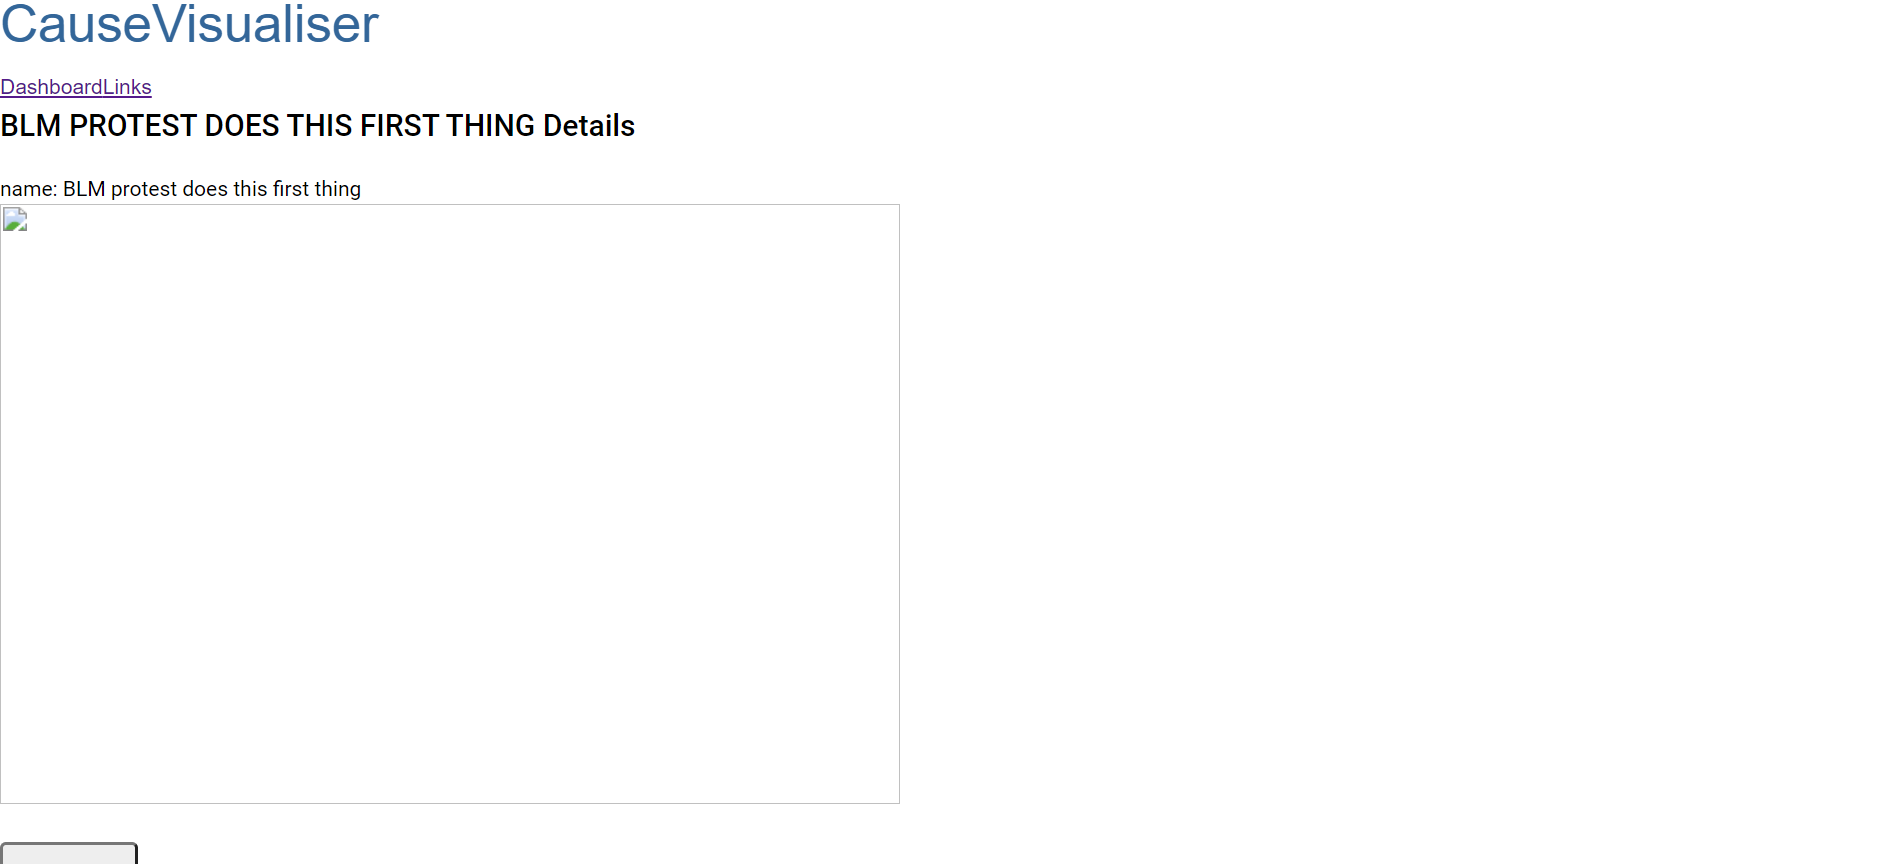 CauseVisualiser
DashboardLinks
BLM PROTEST DOES THIS FIRST THING Details
name: BLM protest does this first thing